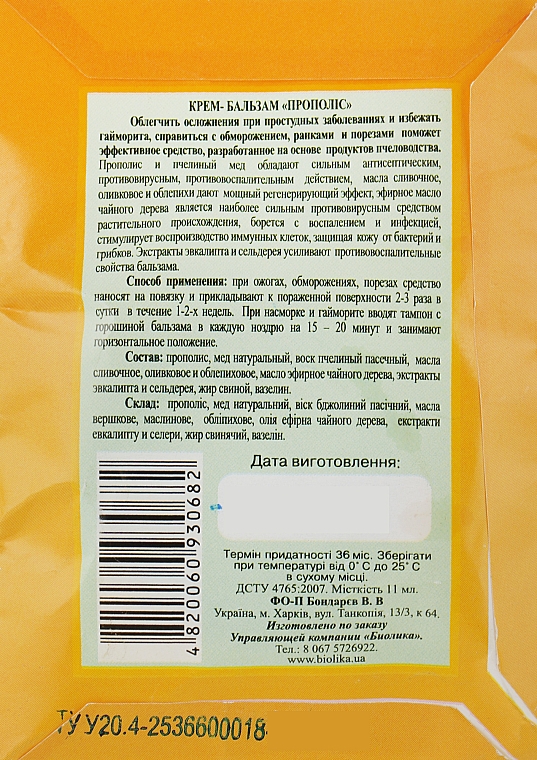 КРЕМ- БАЛЬЗАМ «ПРОПОЛІС»
Облегчить осложнения при простудных заболеваниях и избежать
гайморита, справиться с обморожением, ранками и порезами поможет
эффективное средство, разработанное на основе продуктов пчеловодства.
Прополис и пчелиный мед обладают сильным антисептическим,
противовирусным, противовоспалительным действием, масла сливочное,
оливковое и облепихи дают мощный регенерирующий эффект, эфирное масло
чайного дерева является наиболее сильным противовирусным средством
растительного происхождения, борется с воспалением и инфекцией,
стимулирует воспроизводство иммунных клеток, защищая кожу от бактерий и
грибков. Экстракты эвкалипта и сельдерея усиливают противовоспалительные
свойства бальзама.
Способ применения: при ожогах, обморожениях, порезах средство
наносят на повязку и прикладывают к пораженной поверхности 2-3 раза в
сутки в течение 1-2-х недель. При насморке и гайморите вводят тампон с
горошиной бальзама в каждую ноздрю на 15 – 20 минут и занимают
горизонтальное положение.
Состав: прополис, мед натуральный, воск пчелиный пасечный, масла
сливочное, оливковое и облепиховое, масло эфирное чайного дерева, экстракты
эвкалипта и сельдерея, жир свиной, вазелин.
Склад: прополіс, мед натуральний, віск бджолиний пасічний, масла
вершкове, маслинове, обліпихове, олія ефірна чайного дерева, екстракти
евкаліпту и селери, жир свинячий, вазелін.
Дата виготовлення:
4820060930682
Термін придатності 36 міс. Зберігати
при температурі від 0° С до 25° С
в сухому місці.
ДСТУ 4765:2007. Місткість 11 мл.
ФО-П Бондарєв В. В
Україна, м. Харків, вул. Танкопія, 13/3, к 64.
Изготовлено по заказу
Управляющей компании «Биолика».
Тел.: 8 067 5726922.
www.biolika.ua
ТУ У20.4-2536600018